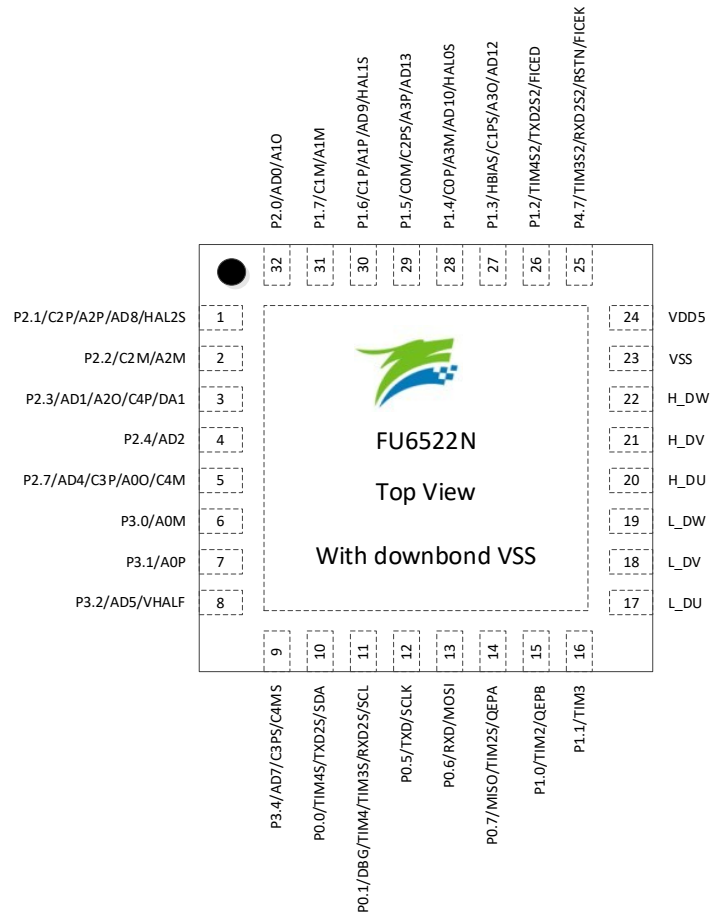 P2.0/AD0/A1O
P1.7/C1M/A1M
P1.6/C1P/A1P/AD9/HAL1S
P1.5/C0M/C2PS/A3P/AD13
P1.4/C0P/A3M/AD10/HAL0S
P1.3/HBIAS/C1PS/A3O/AD12
P1.2/TIM4S2/TXD2S2/FICED
P4.7/TIM3S2/RXD2S2/RSTN/FICEK
32
31
30
29
28
27
26
25
P2.1/C2P/A2P/AD8/HAL2S 1
P2.2/C2M/A2M 2
P2.3/AD1/A2O/C4P/DA1 3
P2.4/AD2 4
P2.7/AD4/C3P/A0O/C4M 5
P3.0/A0M 6
P3.1/A0P 7
P3.2/AD5/VHALF 8
FU6522N
Top View
With downbond VSS
24 VDD5
23 VSS
22 H_DW
21 H_DV
20 H_DU
19 L_DW
18 L_DV
17 L_DU
9
10
11
12
13
14
15
16
P3.4/AD7/C3PS/C4MS
P0.0/TIM4S/TXD2S/SDA
P0.1/DBG/TIM4/TIM3S/RXD2S/SCL
P0.5/TXD/SCLK
P0.6/RXD/MOSI
P0.7/MISO/TIM2S/QEPA
P1.0/TIM2/QEPB
P1.1/TIM3